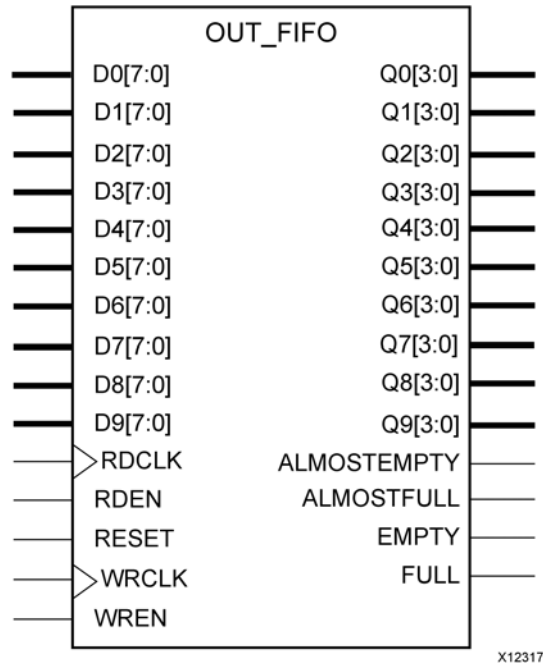 OUT_FIFO
D0[7:0] Q0[3:0]
D1[7:0] Q1[3:0]
D2[7:0] Q2[3:0]
D3[7:0] Q3[3:0]
D4[7:0] Q4[3:0]
D5[7:0] Q5[3:0]
D6[7:0] Q6[3:0]
D7[7:0] Q7[3:0]
D8[7:0] Q8[3:0]
D9[7:0] Q9[3:0]
RDCLK ALMOSTEMPTY
RDEN ALMOSTFULL
RESET EMPTY
WRCLK FULL
WREN
X12317